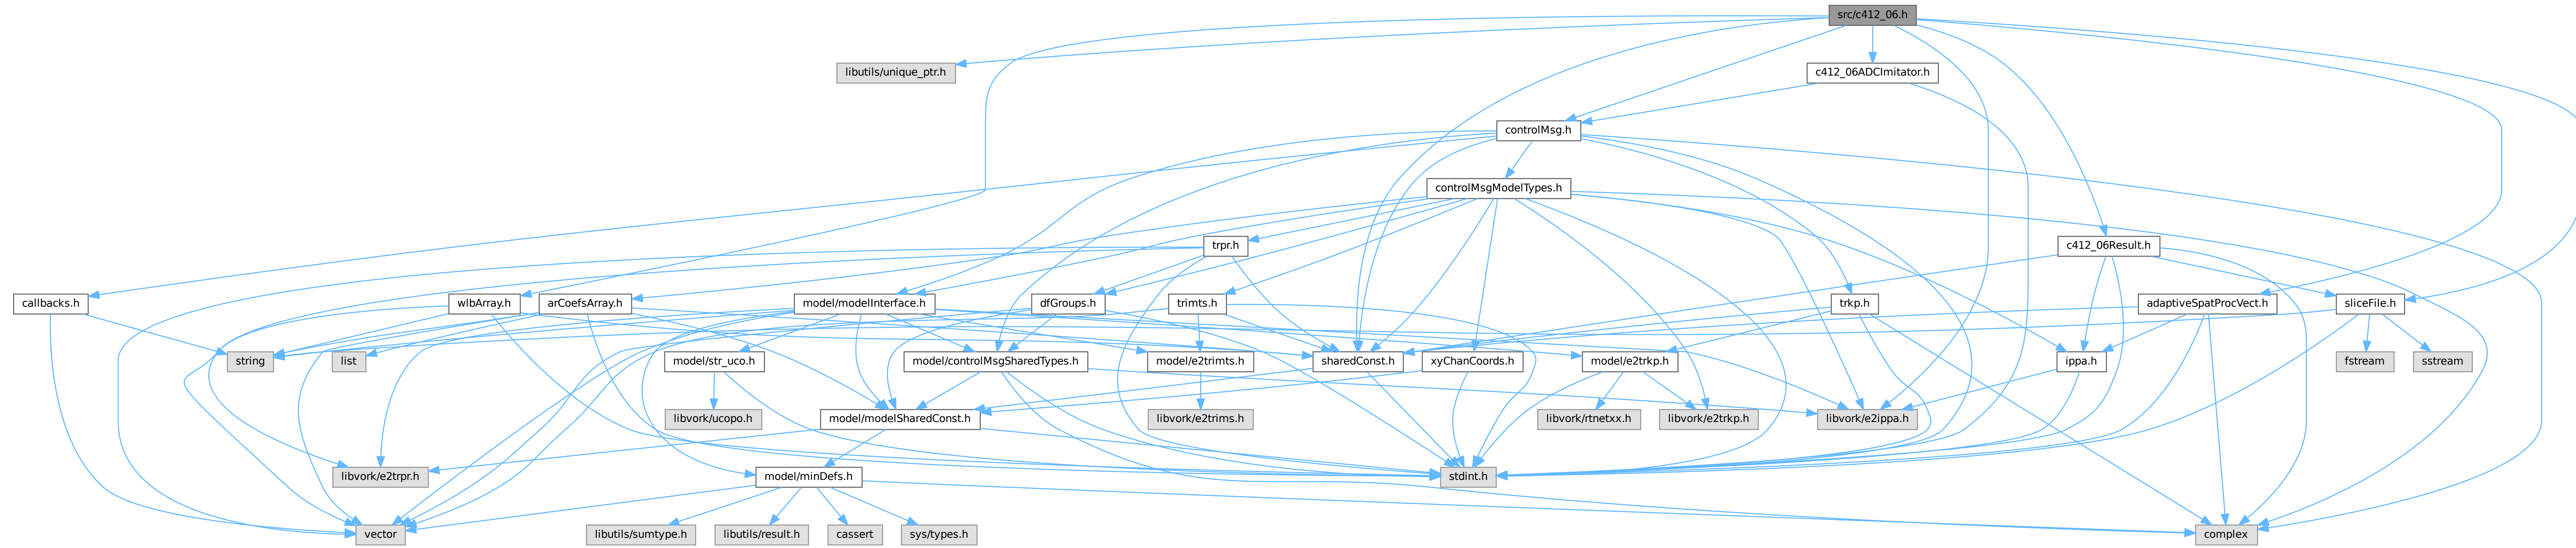 src/c412_06.h
libutils/unique_ptr.h
c412_06ADCImitator.h
controlMsg.h
controlMsgModelTypes.h
trpr.h
c412_06Result.h
callbacks.h
wlbArray.h
arCoefsArray.h
model/modelInterface.h
dfGroups.h
trimts.h
trkp.h
adaptiveSpatProcVect.h
sliceFile.h
string
list
model/str_uco.h
model/controlMsgSharedTypes.h
model/e2trimts.h
sharedConst.h
xyChanCoords.h
model/e2trkp.h
ippa.h
fstream
sstream
libvork/ucopo.h
model/modelSharedConst.h
libvork/e2trims.h
libvork/rtnetxx.h
libvork/e2trkp.h
libvork/e2ippa.h
libvork/e2trpr.h
model/minDefs.h
stdint.h
vector
libutils/sumtype.h
libutils/result.h
cassert
sys/types.h
complex